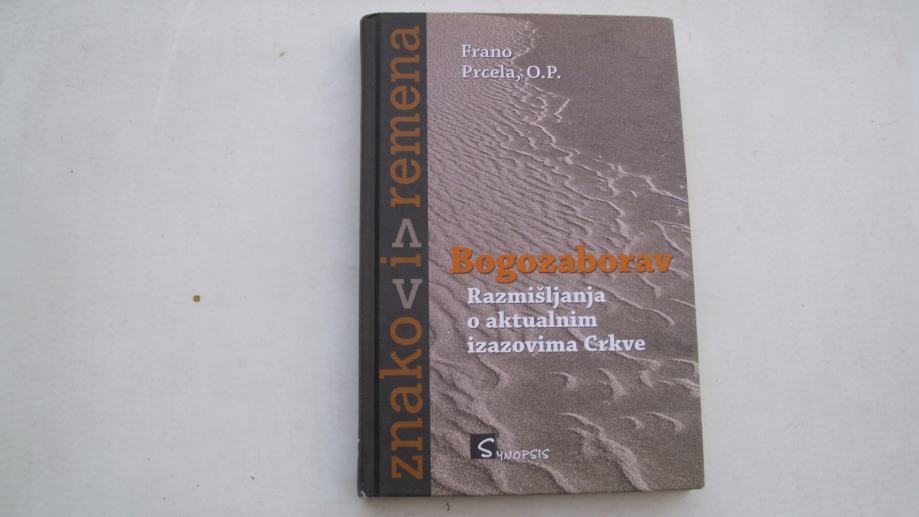 Frano
Prcela, O.P.
znakovi vremena
Bogozaborav
Razmišljanja
o aktualnim
izazovima Crkve
SYNOPSIS